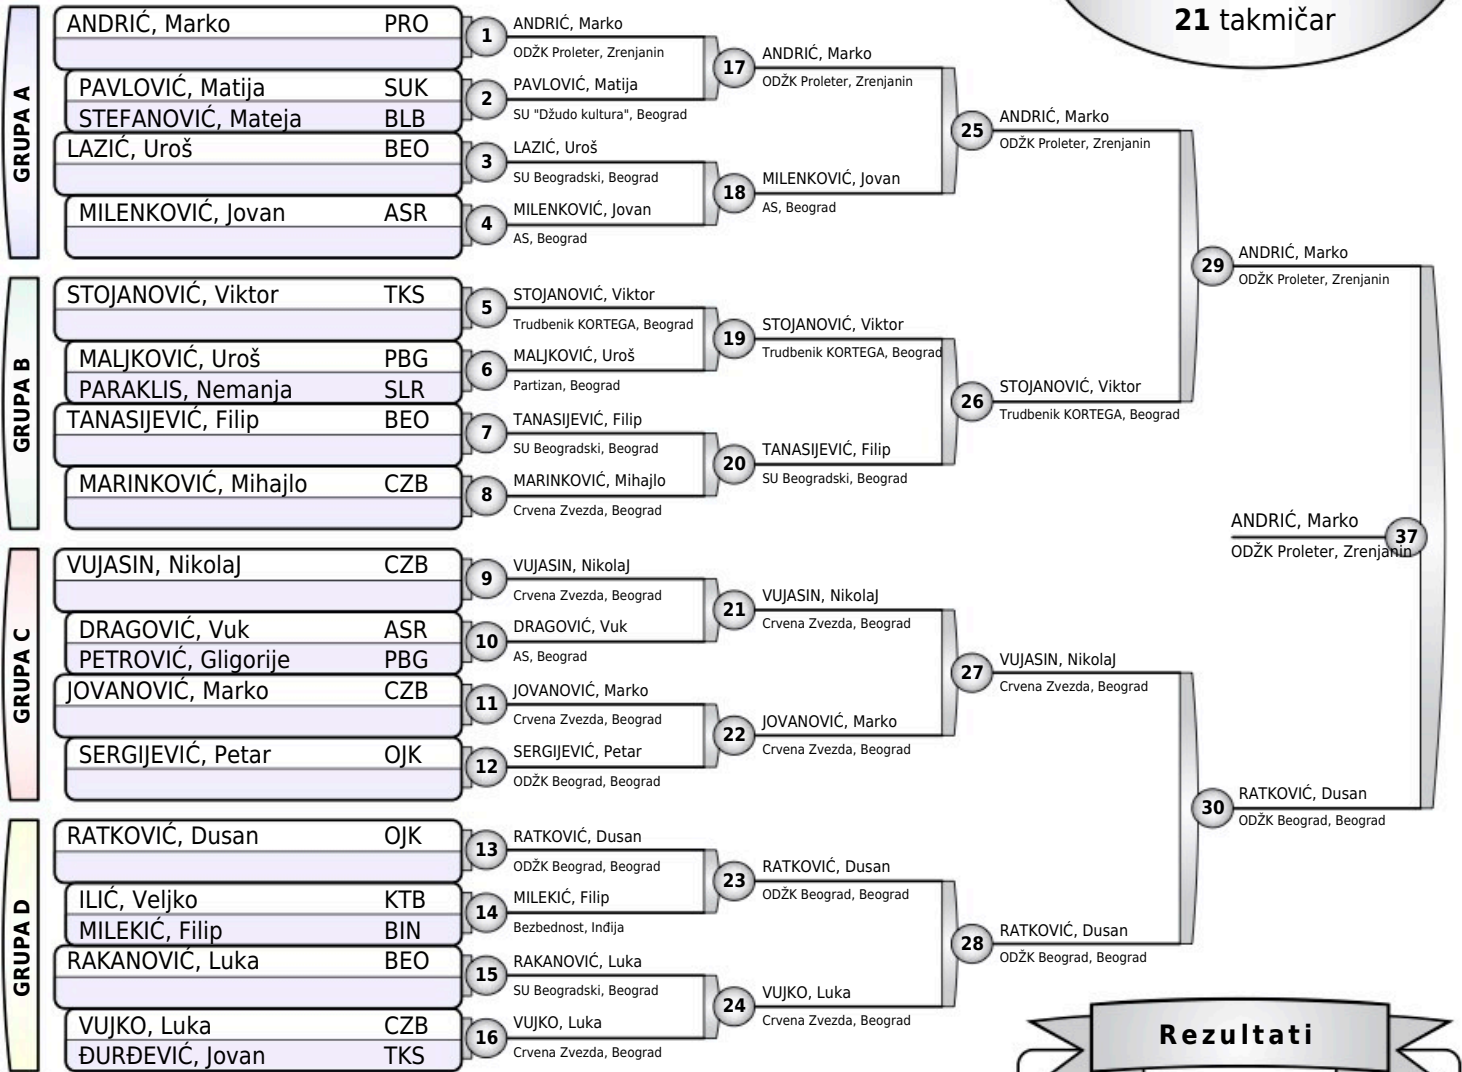 21 takmičar
GRUPA A
ANDRIĆ, Marko PRO
PAVLOVIĆ, Matija SUK
STEFANOVIĆ, Mateja BLB
LAZIĆ, Uroš BEO
MILENKOVIĆ, Jovan ASR
GRUPA B
STOJANOVIĆ, Viktor TKS
MALJKOVIĆ, Uroš PBG
PARAKLIS, Nemanja SLR
TANASIJEVIĆ, Filip BEO
MARINKOVIĆ, Mihajlo CZB
GRUPA C
VUJASIN, NikolaJ CZB
DRAGOVIĆ, Vuk ASR
PETROVIĆ, Gligorije PBG
JOVANOVIĆ, Marko CZB
SERGIJEVIĆ, Petar OJK
GRUPA D
RATKOVIĆ, Dusan OJK
ILIĆ, Veljko KTB
MILEKIĆ, Filip BIN
RAKANOVIĆ, Luka BEO
VUJKO, Luka CZB
ĐURĐEVIĆ, Jovan TKS
1 ANDRIĆ, Marko
ODŽK Proleter, Zrenjanin
2 PAVLOVIĆ, Matija
SU "Džudo kultura", Beograd
3 LAZIĆ, Uroš
SU Beogradski, Beograd
4 MILENKOVIĆ, Jovan
AS, Beograd
5 STOJANOVIĆ, Viktor
Trudbenik KORTEGA, Beograd
6 MALJKOVIĆ, Uroš
Partizan, Beograd
7 TANASIJEVIĆ, Filip
SU Beogradski, Beograd
8 MARINKOVIĆ, Mihajlo
Crvena Zvezda, Beograd
9 VUJASIN, NikolaJ
Crvena Zvezda, Beograd
10 DRAGOVIĆ, Vuk
AS, Beograd
11 JOVANOVIĆ, Marko
Crvena Zvezda, Beograd
12 SERGIJEVIĆ, Petar
ODŽK Beograd, Beograd
13 RATKOVIĆ, Dusan
ODŽK Beograd, Beograd
14 MILEKIĆ, Filip
Bezbednost, Inđija
15 RAKANOVIĆ, Luka
SU Beogradski, Beograd
16 VUJKO, Luka
Crvena Zvezda, Beograd
17 ANDRIĆ, Marko
ODŽK Proleter, Zrenjanin
18 MILENKOVIĆ, Jovan
AS, Beograd
19 STOJANOVIĆ, Viktor
Trudbenik KORTEGA, Beograd
20 TANASIJEVIĆ, Filip
SU Beogradski, Beograd
21 VUJASIN, NikolaJ
Crvena Zvezda, Beograd
22 JOVANOVIĆ, Marko
Crvena Zvezda, Beograd
23 RATKOVIĆ, Dusan
ODŽK Beograd, Beograd
24 VUJKO, Luka
Crvena Zvezda, Beograd
25 ANDRIĆ, Marko
ODŽK Proleter, Zrenjanin
26 STOJANOVIĆ, Viktor
Trudbenik KORTEGA, Beograd
27 VUJASIN, NikolaJ
Crvena Zvezda, Beograd
28 RATKOVIĆ, Dusan
ODŽK Beograd, Beograd
29 ANDRIĆ, Marko
ODŽK Proleter, Zrenjanin
30 RATKOVIĆ, Dusan
ODŽK Beograd, Beograd
ANDRIĆ, Marko 37
ODŽK Proleter, Zrenjanin
Rezultati